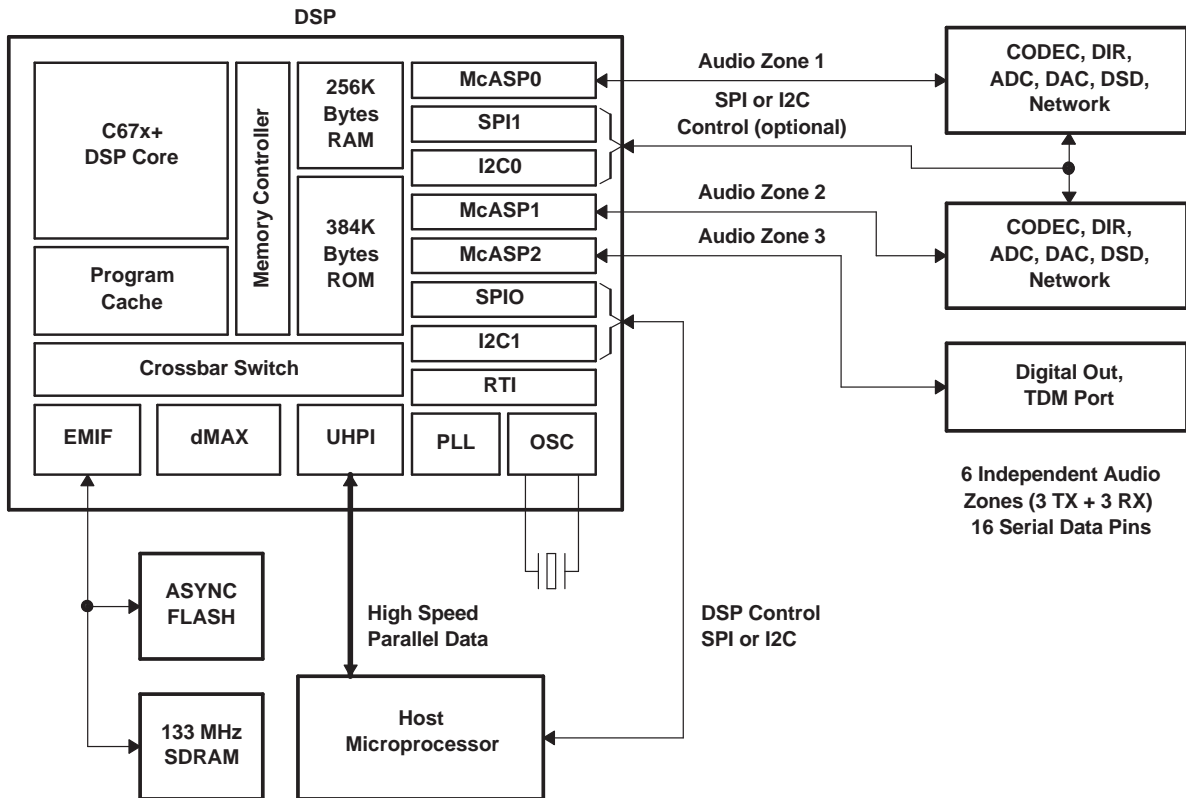 DSP
C67x+
DSP Core
Program
Cache
Memory Controller
256K
Bytes
RAM
384K
Bytes
ROM
McASP0
SPI1
I2C0
McASP1
McASP2
SPIO
I2C1
RTI
Crossbar Switch
EMIF
dMAX
UHPI
PLL
OSC
Audio Zone 1
SPI or I2C
Control (optional)
Audio Zone 2
Audio Zone 3
CODEC, DIR,
ADC, DAC, DSD,
Network
CODEC, DIR,
ADC, DAC, DSD,
Network
Digital Out,
TDM Port
6 Independent Audio
Zones (3 TX + 3 RX)
16 Serial Data Pins
ASYNC
FLASH
133 MHz
SDRAM
High Speed
Parallel Data
DSP Control
SPI or I2C
Host
Microprocessor